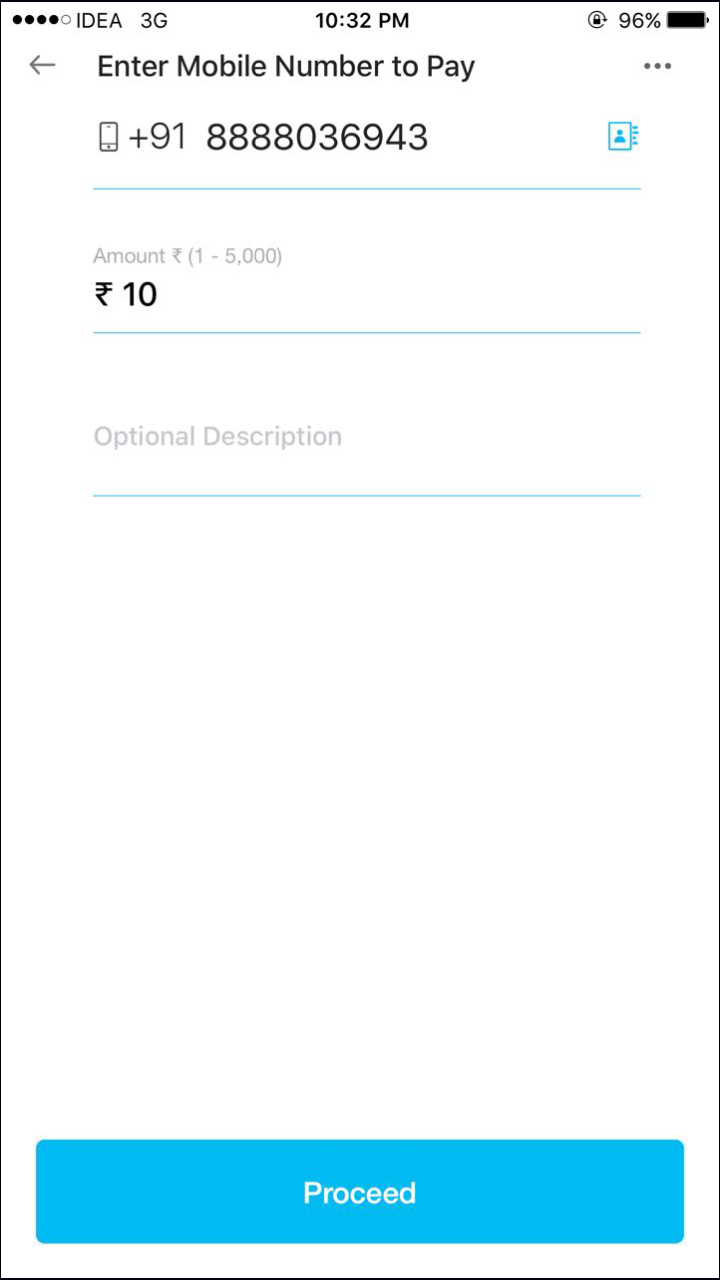 IDEA 3G 10:32 PM 96%
Enter Mobile Number to Pay
+91 8888036943
Amount ₹ (1 - 5,000)
₹ 10
Optional Description
Proceed